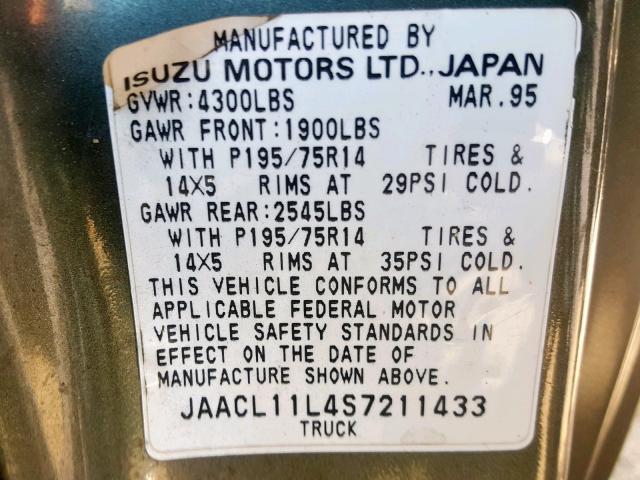 MANUFACTURED BY
ISUZU MOTORS LTD., JAPAN
GVWR:4300LBS MAR.95
GAWR FRONT:1900LBS
WITH P195/75R14 TIRES &
14X5 RIMS AT 29PSI COLD.
GAWR REAR:2545LBS
WITH P195/75R14 TIRES &
14X5 RIMS AT 35PSI COLD.
THIS VEHICLE CONFORMS TO ALL
APPLICABLE FEDERAL MOTOR
VEHICLE SAFETY STANDARDS IN
EFFECT ON THE DATE OF
MANUFACTURE SHOWN ABOVE.
JAACL11L4S7211433
TRUCK